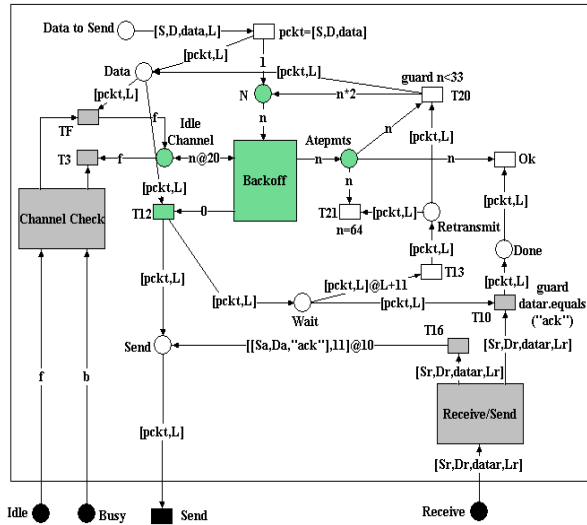 Data to Send
[S,D,data,L]
pckt=[S,D,data]
[pckt,L]
1
Data
[pckt,L]
guard n<33
[pckt,L]
N
n*2
T20
TF
f
Idle
Channel
n
Atepmts
n
[pckt,L]
T3
f
n@20
Backoff
n
n
Ok
[pckt,L]
n
T12
0
T21
[pckt,L]
n=64
Retransmit
[pckt,L]
Channel Check
[pckt,L]
Done
[pckt,L]
T13
[pckt,L]
[pckt,L]
[pckt,L]@L+11
[pckt,L]
Wait
guard
datar.equals
("ack")
T10
T16
Send
[[Sa,Da,"ack"],11]@10
[Sr,Dr,datar,Lr]
[Sr,Dr,datar,Lr]
f
b
[pckt,L]
Receive/Send
[Sr,Dr,datar,Lr]
Idle
Busy
Send
Receive